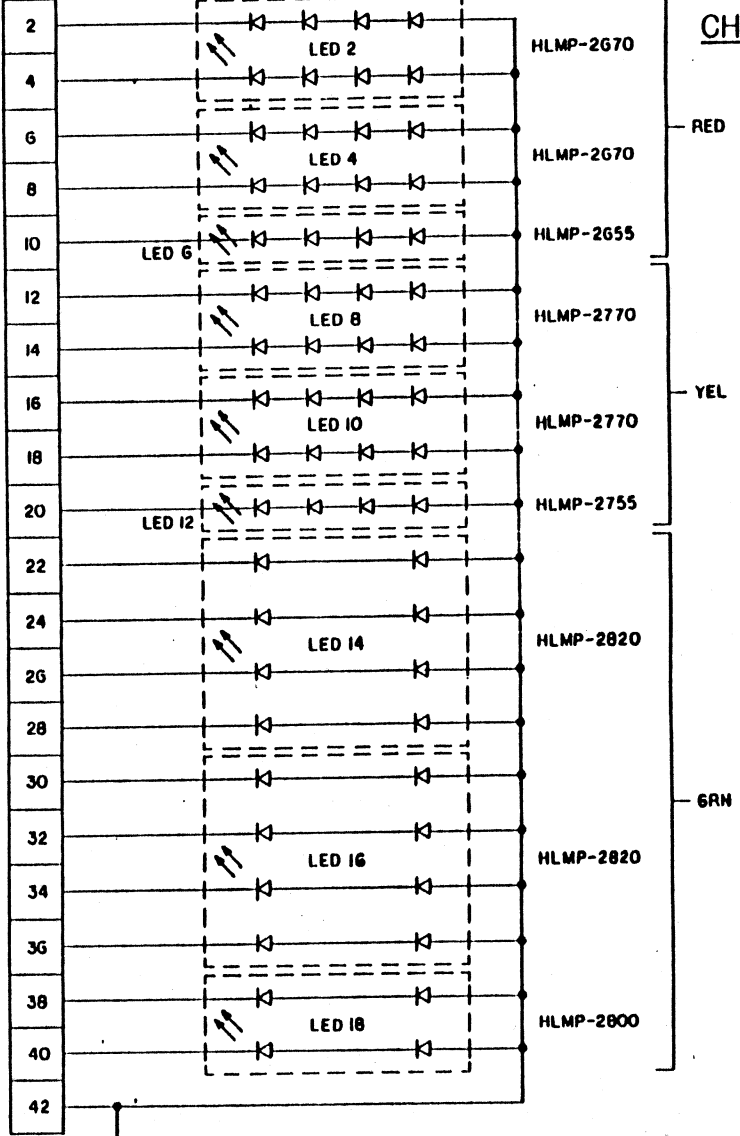 CH
2
LED 2
HLMP-2G70
4
RED
6
LED 4
HLMP-2G70
8
10
LED 6
HLMP-2G55
12
LED 8
HLMP-2770
14
16
YEL
LED 10
HLMP-2770
18
20
LED 12
HLMP-2755
22
24
LED 14
HLMP-2820
26
28
30
GRN
32
LED 16
HLMP-2820
34
36
38
LED 18
HLMP-2800
40
42